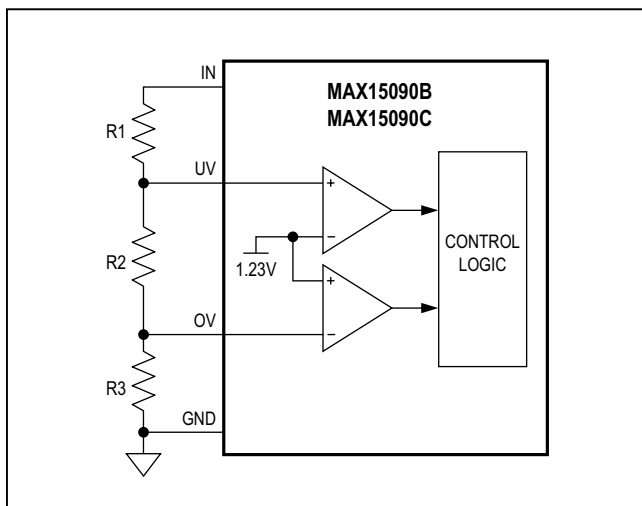 IN
MAX15090B
MAX15090C
R1
UV
+
−
1.23V
CONTROL
LOGIC
R2
+
OV
−
R3
GND